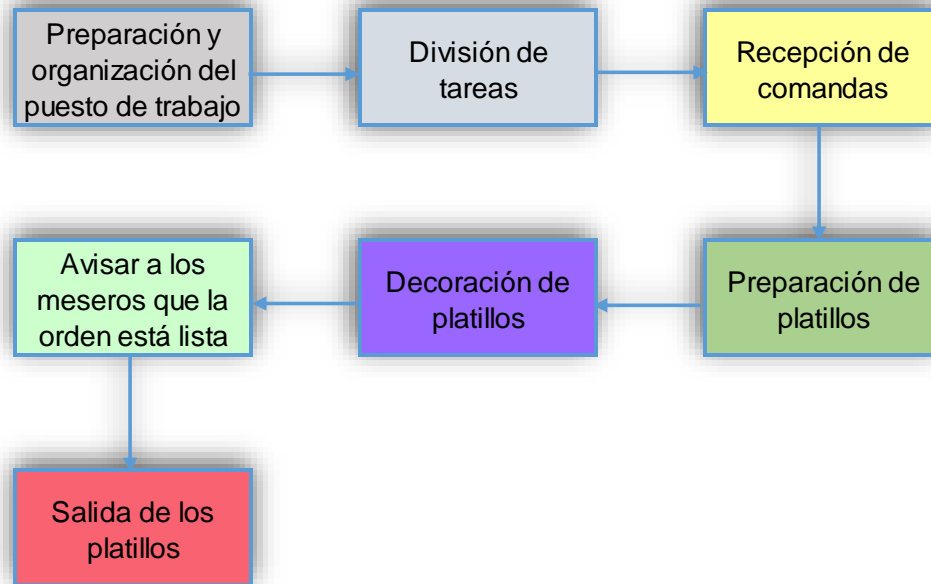 Preparación y
organización del
puesto de trabajo
División de
tareas
Recepción de
comandas
Preparación de
platillos
Decoración de
platillos
Avisar a los
meseros que la
orden está lista
Salida de los
platillos